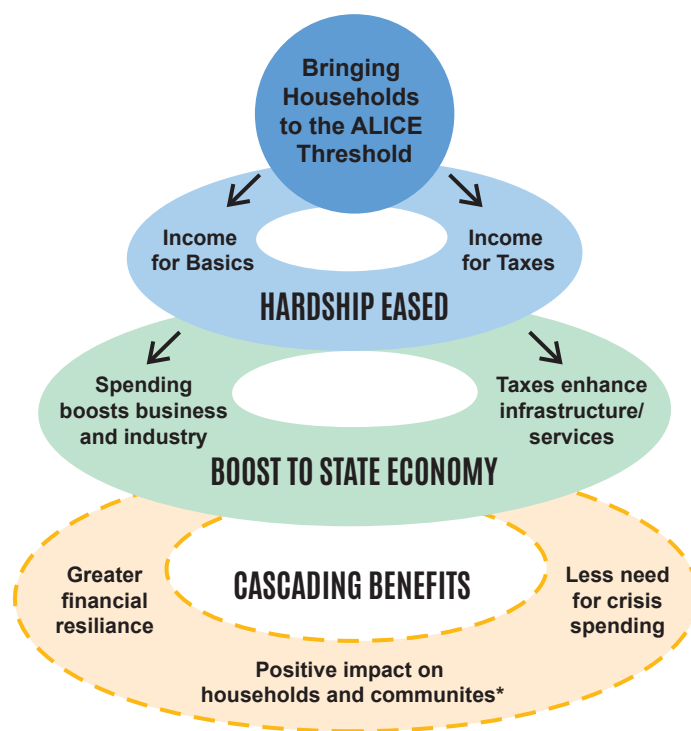 Bringing
Households
to the ALICE
Threshold
Income
for Basics
Income
for Taxes
HARDSHIP EASED
Spending
boosts business
and industry
Taxes enhance
infrastructure/
services
BOOST TO STATE ECONOMY
Greater
financial
resiliance
CASCADING BENEFITS
Less need
for crisis
spending
Positive impact on
households and communites*